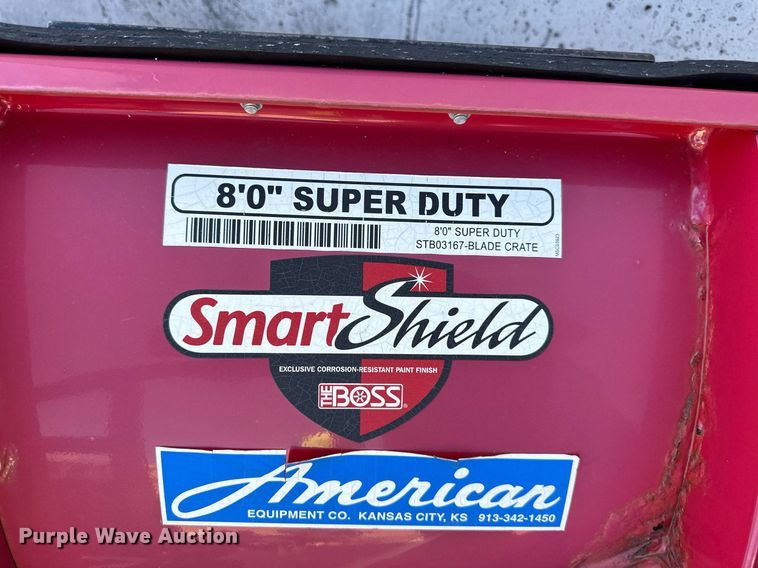 8'0" SUPER DUTY
8'0" SUPER DUTY
STB03167-BLADE CRATE
SmartShield
EXCLUSIVE CORROSION-RESISTANT PAINT FINISH
THE BOSS
American
EQUIPMENT CO. KANSAS CITY, KS 913-342-1450
Purple Wave Auction